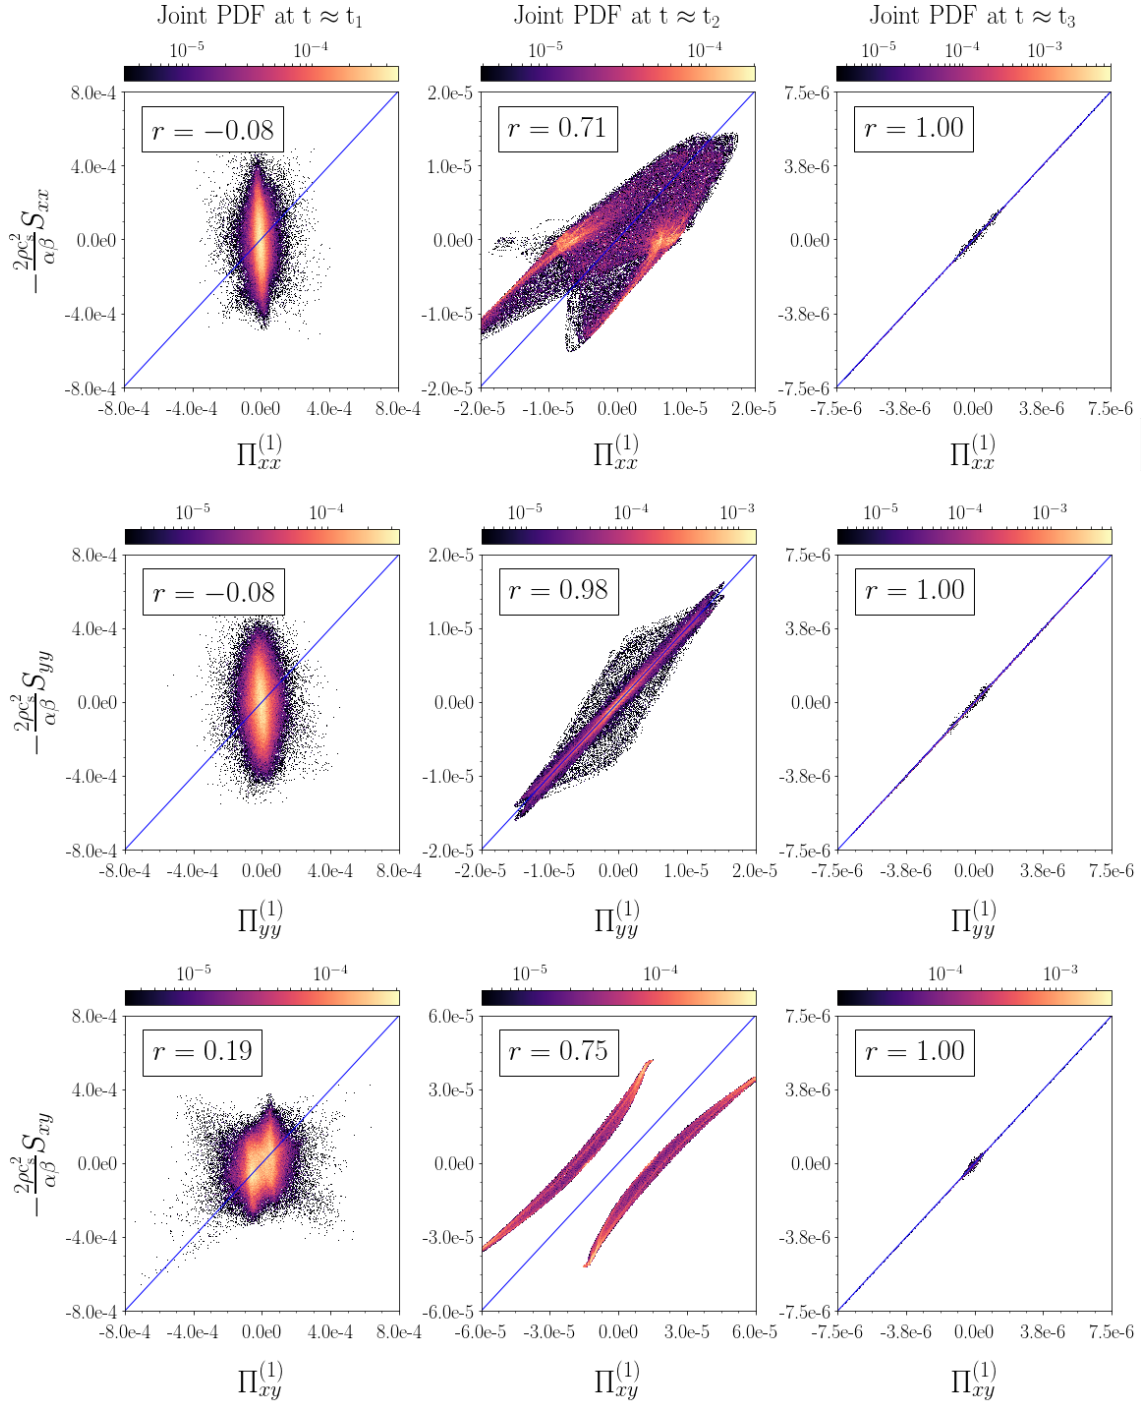 Joint PDF at t ≈ t₁ Joint PDF at t ≈ t₂ Joint PDF at t ≈ t₃
10⁻⁵ 10⁻⁴ 10⁻⁵ 10⁻⁴ 10⁻⁵ 10⁻⁴ 10⁻³
8.0e-4 2.0e-5 7.5e-6
r = −0.08 r = 0.71 r = 1.00
4.0e-4 1.0e-5 3.8e-6
−2ρc_s²/αβ S_xx
0.0e0 0.0e0 0.0e0
-4.0e-4 -1.0e-5 -3.8e-6
-8.0e-4 -2.0e-5 -7.5e-6
-8.0e-4 -4.0e-4 0.0e0 4.0e-4 8.0e-4 -2.0e-5 -1.0e-5 0.0e0 1.0e-5 2.0e-5 -7.5e-6 -3.8e-6 0.0e0 3.8e-6 7.5e-6
Π_xx^(1) Π_xx^(1) Π_xx^(1)
10⁻⁵ 10⁻⁴ 10⁻⁵ 10⁻⁴ 10⁻³ 10⁻⁵ 10⁻⁴ 10⁻³
8.0e-4 2.0e-5 7.5e-6
r = −0.08 r = 0.98 r = 1.00
4.0e-4 1.0e-5 3.8e-6
−2ρc_s²/αβ S_yy
0.0e0 0.0e0 0.0e0
-4.0e-4 -1.0e-5 -3.8e-6
-8.0e-4 -2.0e-5 -7.5e-6
-8.0e-4 -4.0e-4 0.0e0 4.0e-4 8.0e-4 -2.0e-5 -1.0e-5 0.0e0 1.0e-5 2.0e-5 -7.5e-6 -3.8e-6 0.0e0 3.8e-6 7.5e-6
Π_yy^(1) Π_yy^(1) Π_yy^(1)
10⁻⁵ 10⁻⁴ 10⁻⁵ 10⁻⁴ 10⁻⁴ 10⁻³
8.0e-4 6.0e-5 7.5e-6
r = 0.19 r = 0.75 r = 1.00
4.0e-4 3.0e-5 3.8e-6
−2ρc_s²/αβ S_xy
0.0e0 0.0e0 0.0e0
-4.0e-4 -3.0e-5 -3.8e-6
-8.0e-4 -6.0e-5 -7.5e-6
-8.0e-4 -4.0e-4 0.0e0 4.0e-4 8.0e-4 -6.0e-5 -3.0e-5 0.0e0 3.0e-5 6.0e-5 -7.5e-6 -3.8e-6 0.0e0 3.8e-6 7.5e-6
Π_xy^(1) Π_xy^(1) Π_xy^(1)